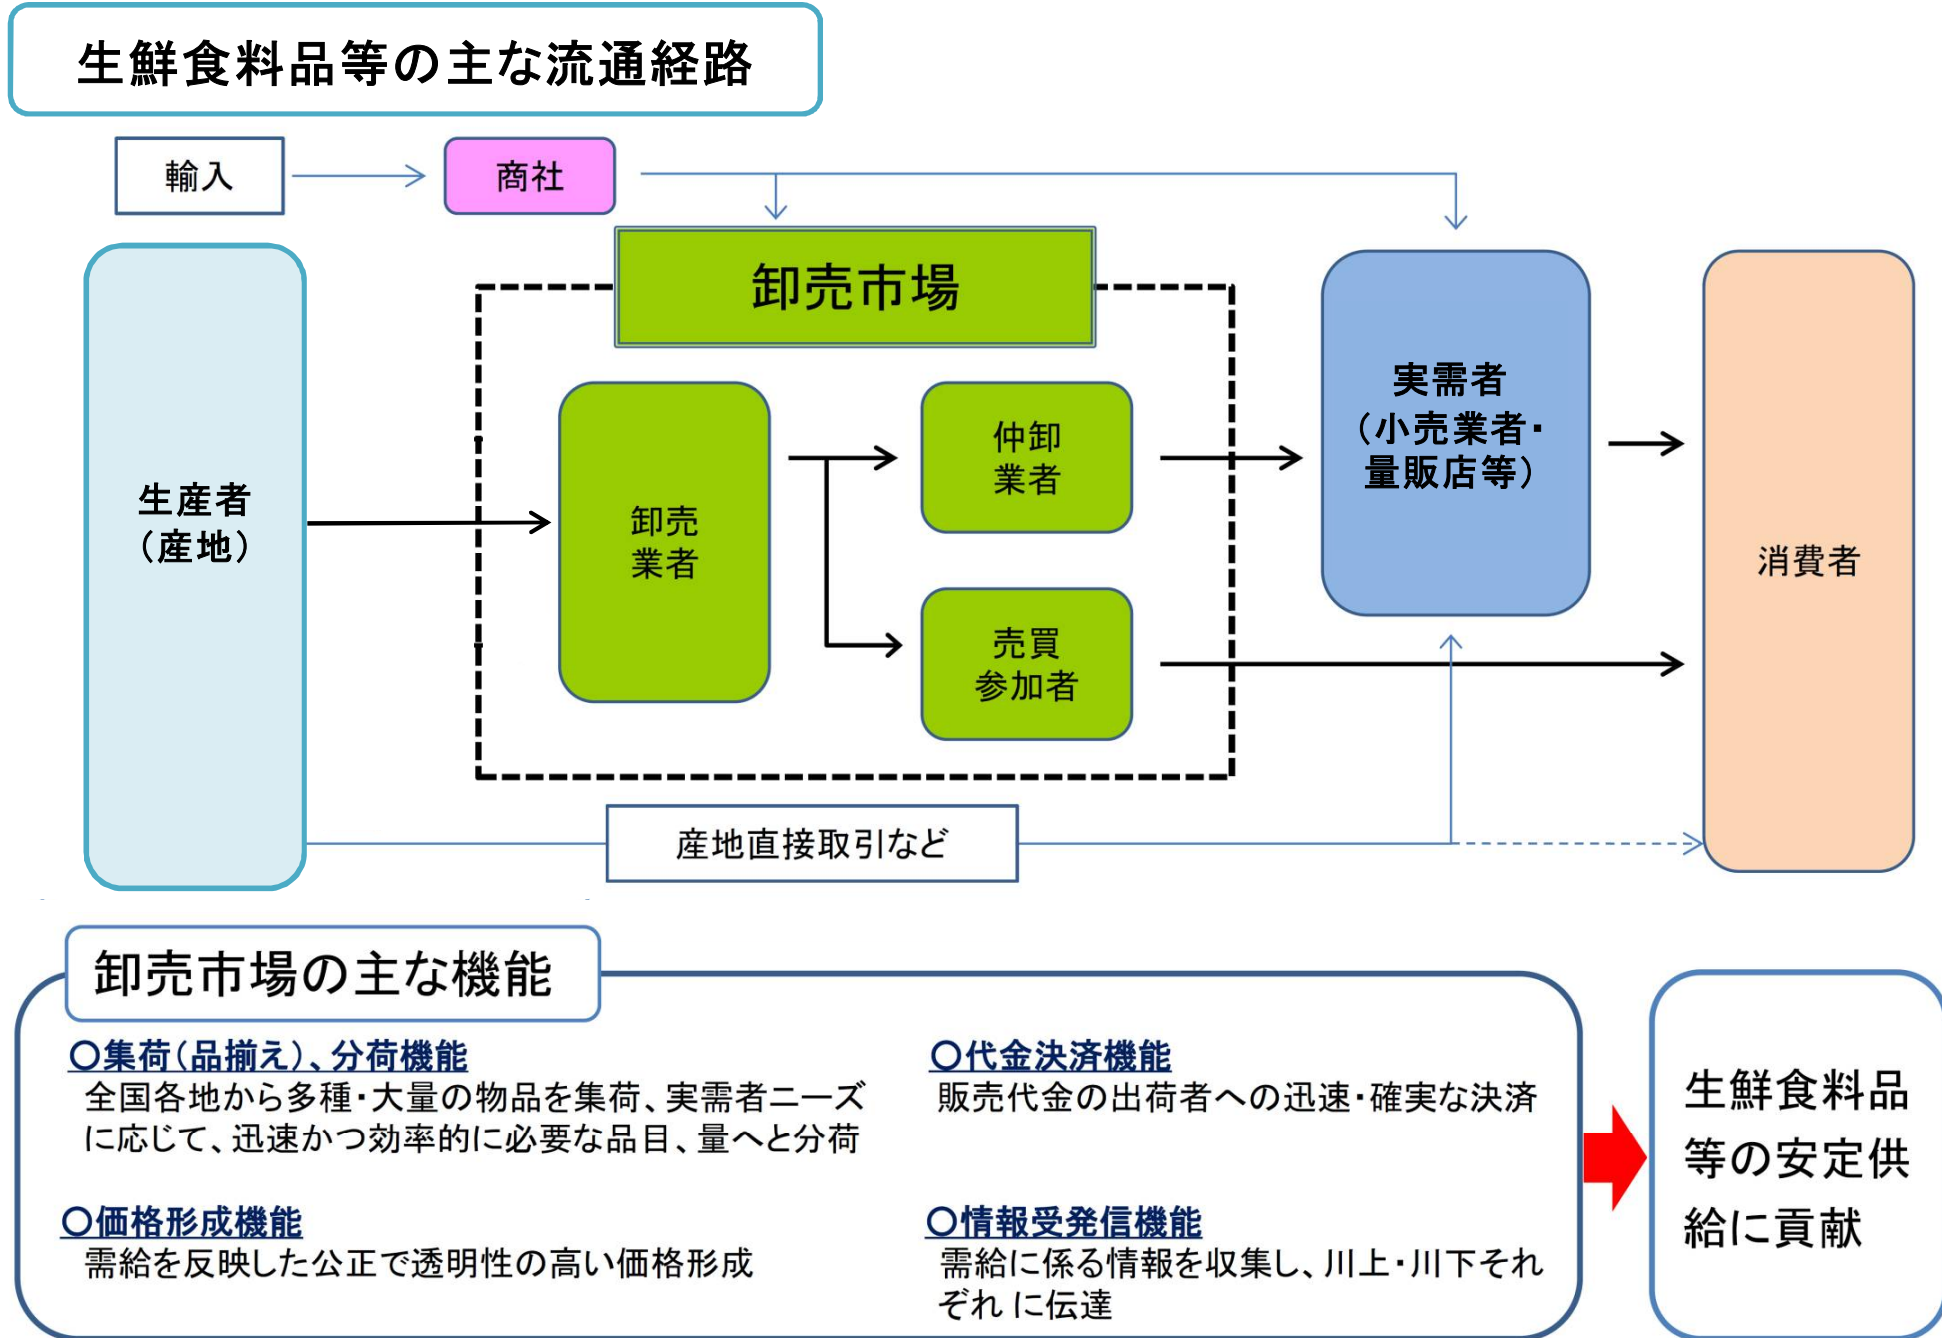 生鮮食料品等の主な流通経路
輸入
商社
卸売市場
生産者
（産地）
卸売
業者
仲卸
業者
売買
参加者
実需者
（小売業者・
量販店等）
消費者
産地直接取引など
卸売市場の主な機能
○集荷（品揃え）、分荷機能
全国各地から多種・大量の物品を集荷、実需者ニーズ
に応じて、迅速かつ効率的に必要な品目、量へと分荷
○価格形成機能
需給を反映した公正で透明性の高い価格形成
○代金決済機能
販売代金の出荷者への迅速・確実な決済
○情報受発信機能
需給に係る情報を収集し、川上・川下それ
ぞれ に伝達
生鮮食料品
等の安定供
給に貢献